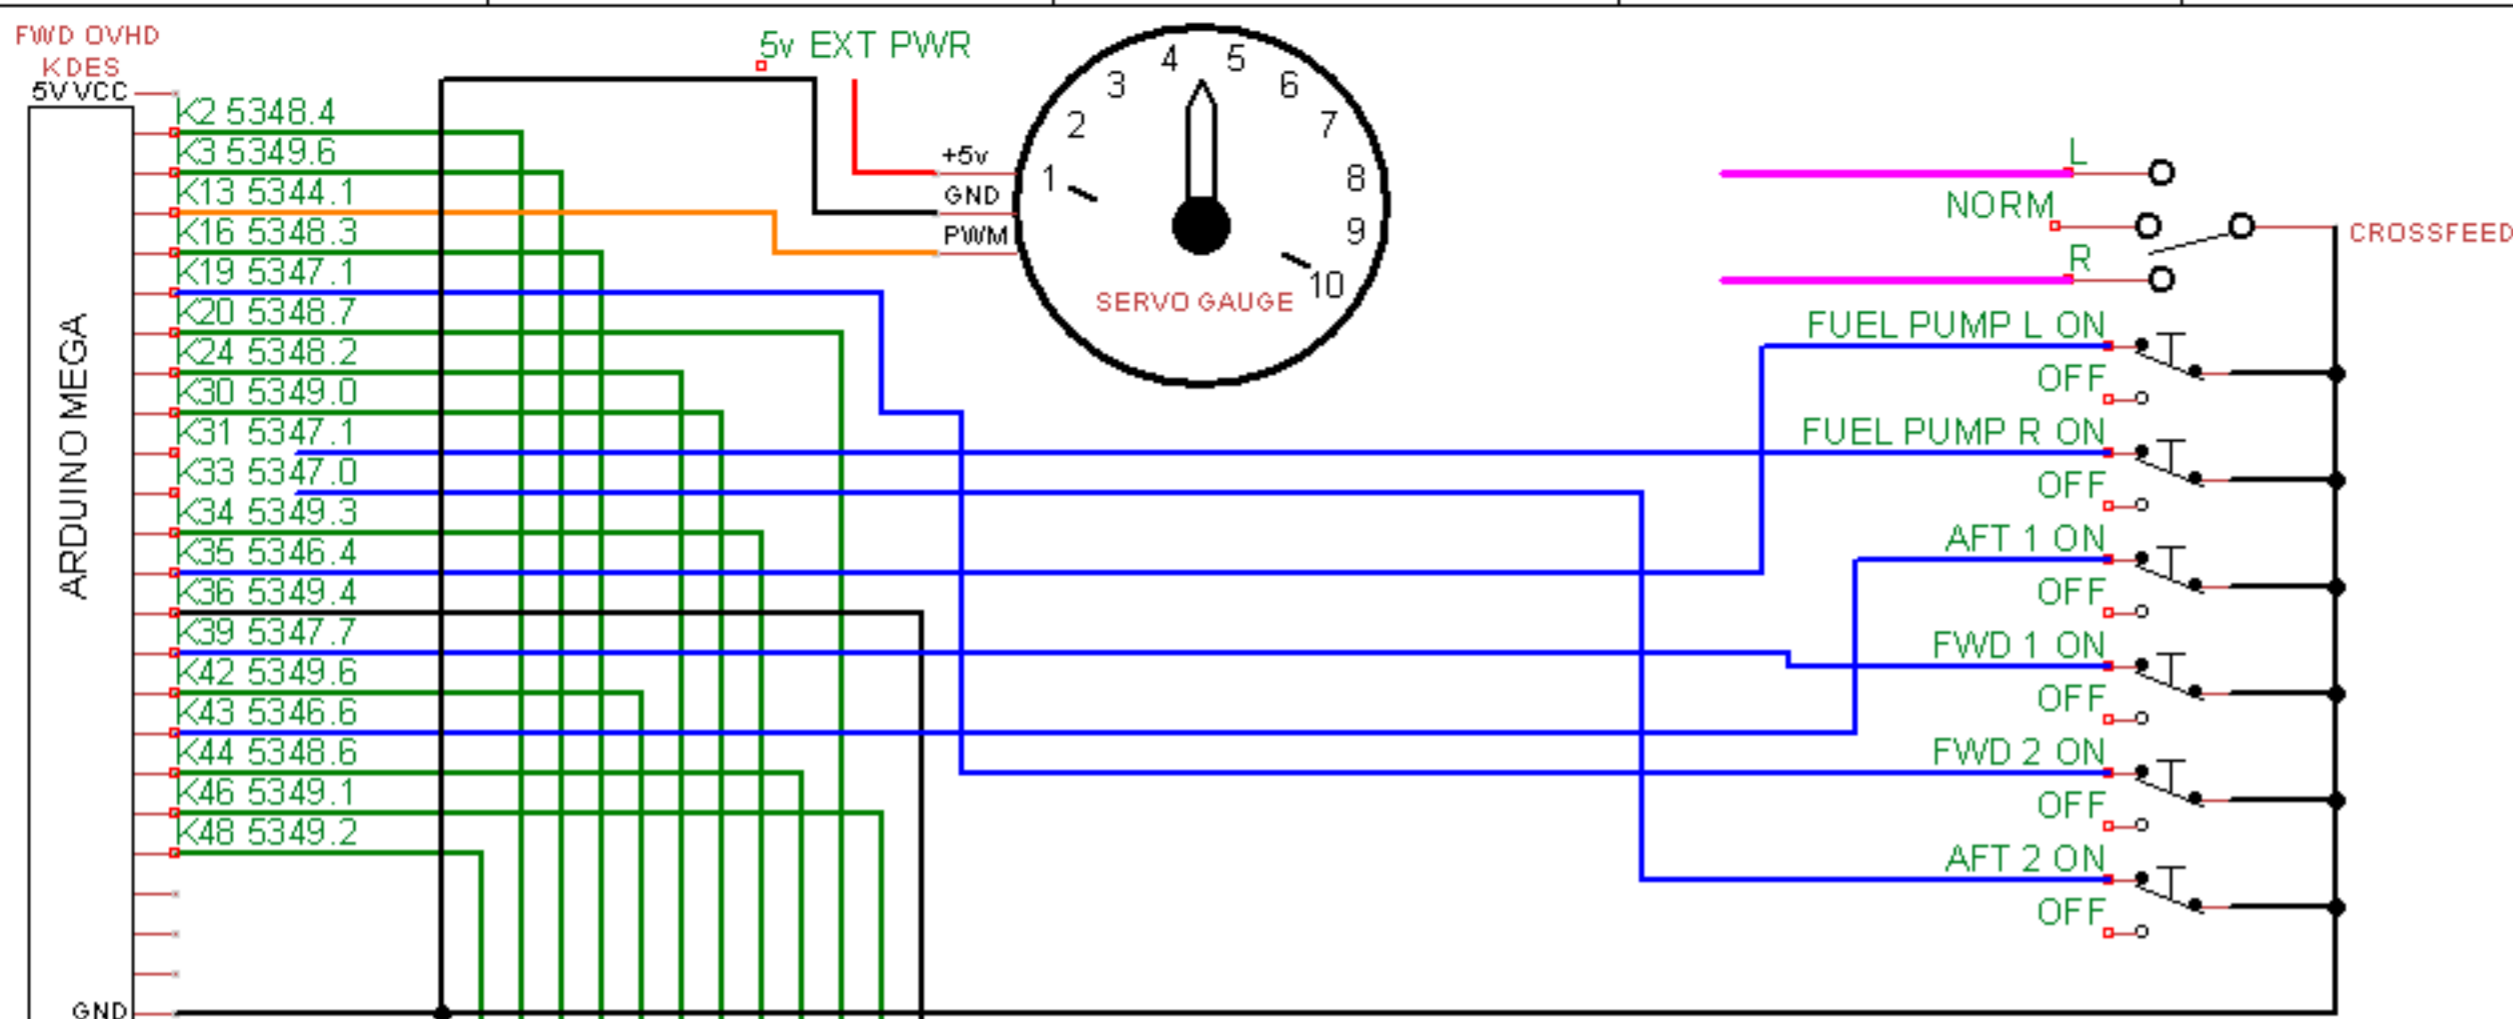 FWD OVHD
KDES
5V VCC
K2 5348.4
K3 5349.6
K13 5344.1
K16 5348.3
K19 5347.1
K20 5348.7
K24 5348.2
K30 5349.0
K31 5347.1
K33 5347.0
K34 5349.3
K35 5346.4
K36 5349.4
K39 5347.7
K42 5349.6
K43 5346.6
K44 5348.6
K46 5349.1
K48 5349.2
GND
ARDUINO MEGA
5v EXT PWR
+5v
GND
PWM
1
2
3
4
5
6
7
8
9
10
SERVO GAUGE
L
NORM
R
CROSSFEED
FUEL PUMP L ON
OFF
FUEL PUMP R ON
OFF
AFT 1 ON
OFF
FWD 1 ON
OFF
FWD 2 ON
OFF
AFT 2 ON
OFF